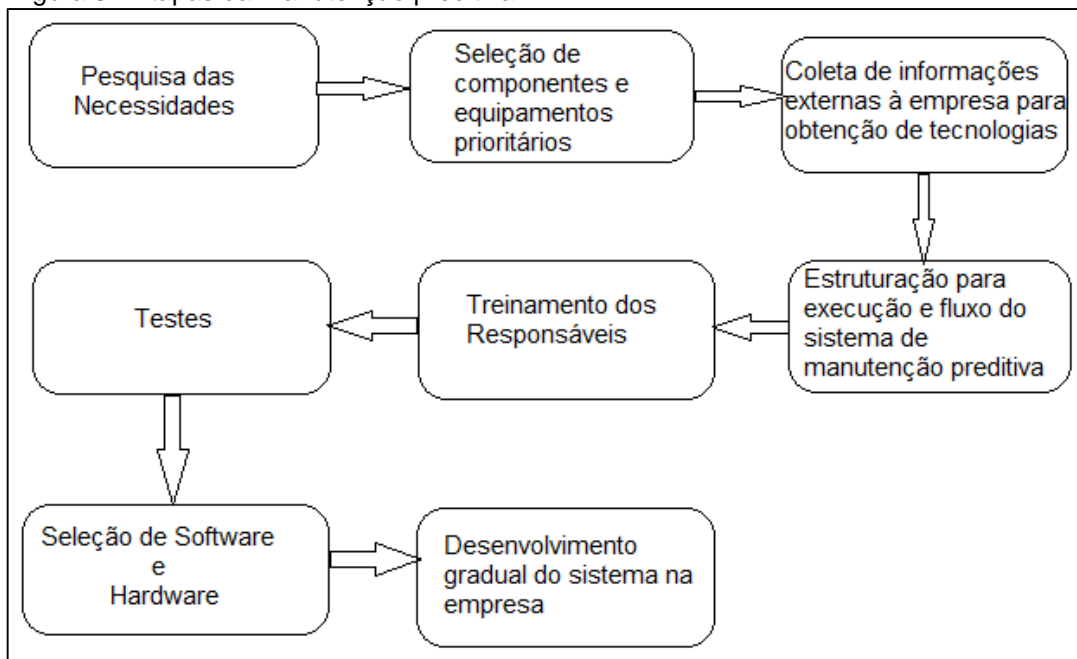 Pesquisa das
Necessidades
Seleção de
componentes e
equipamentos
prioritários
Coleta de informações
externas à empresa para
obtenção de tecnologias
Estruturação para
execução e fluxo do
sistema de
manutenção preditiva
Treinamento dos
Responsáveis
Testes
Seleção de Software
e
Hardware
Desenvolvimento
gradual do sistema na
empresa